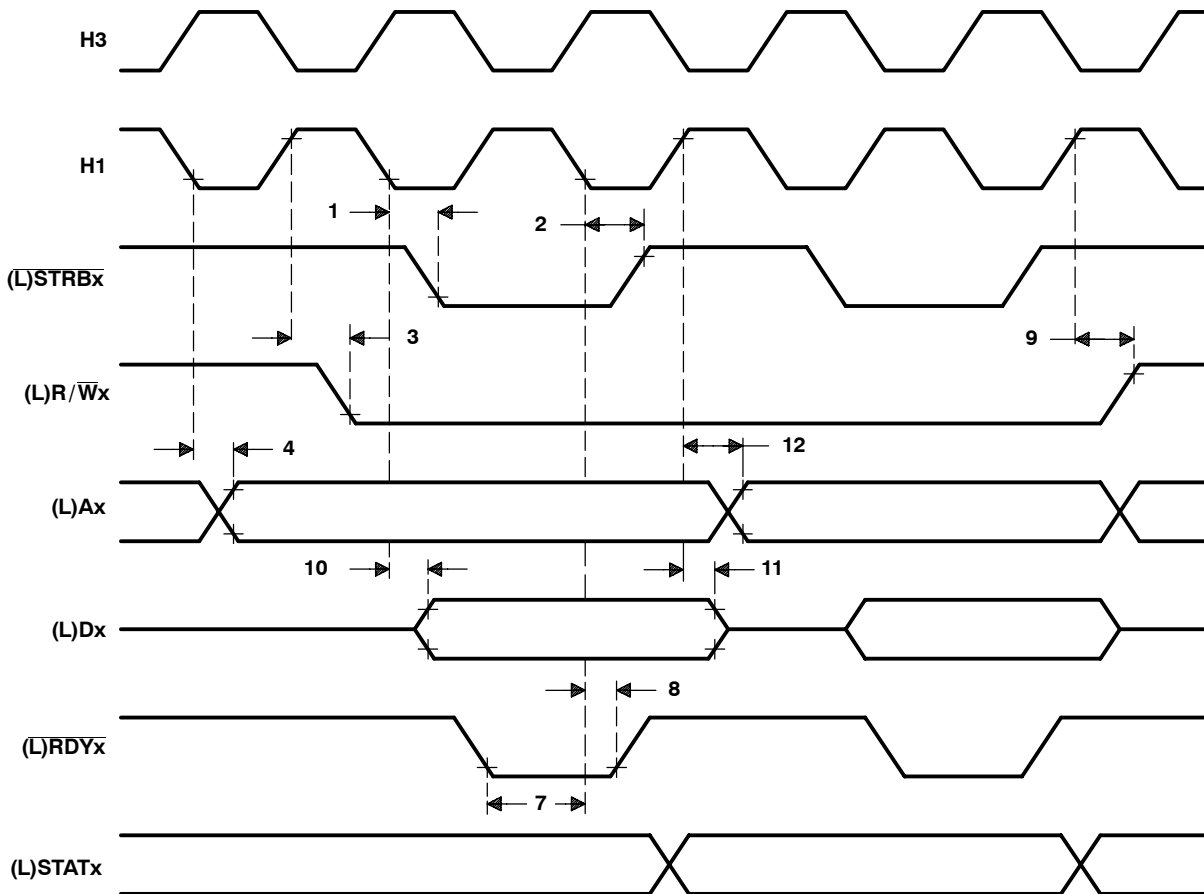 H3
H1
1
2
(L)STRBx
3
9
(L)R/Wx
4
12
(L)Ax
10
11
(L)Dx
8
(L)RDYx
7
(L)STATx